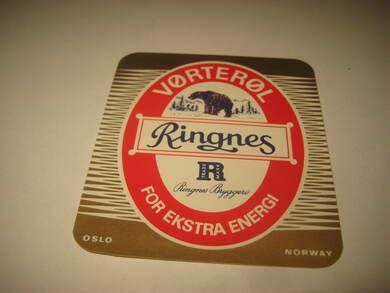 VØRTERØL
Ringnes
R
Ringnes Bryggeri
FOR EKSTRA ENERGI
OSLO
NORWAY